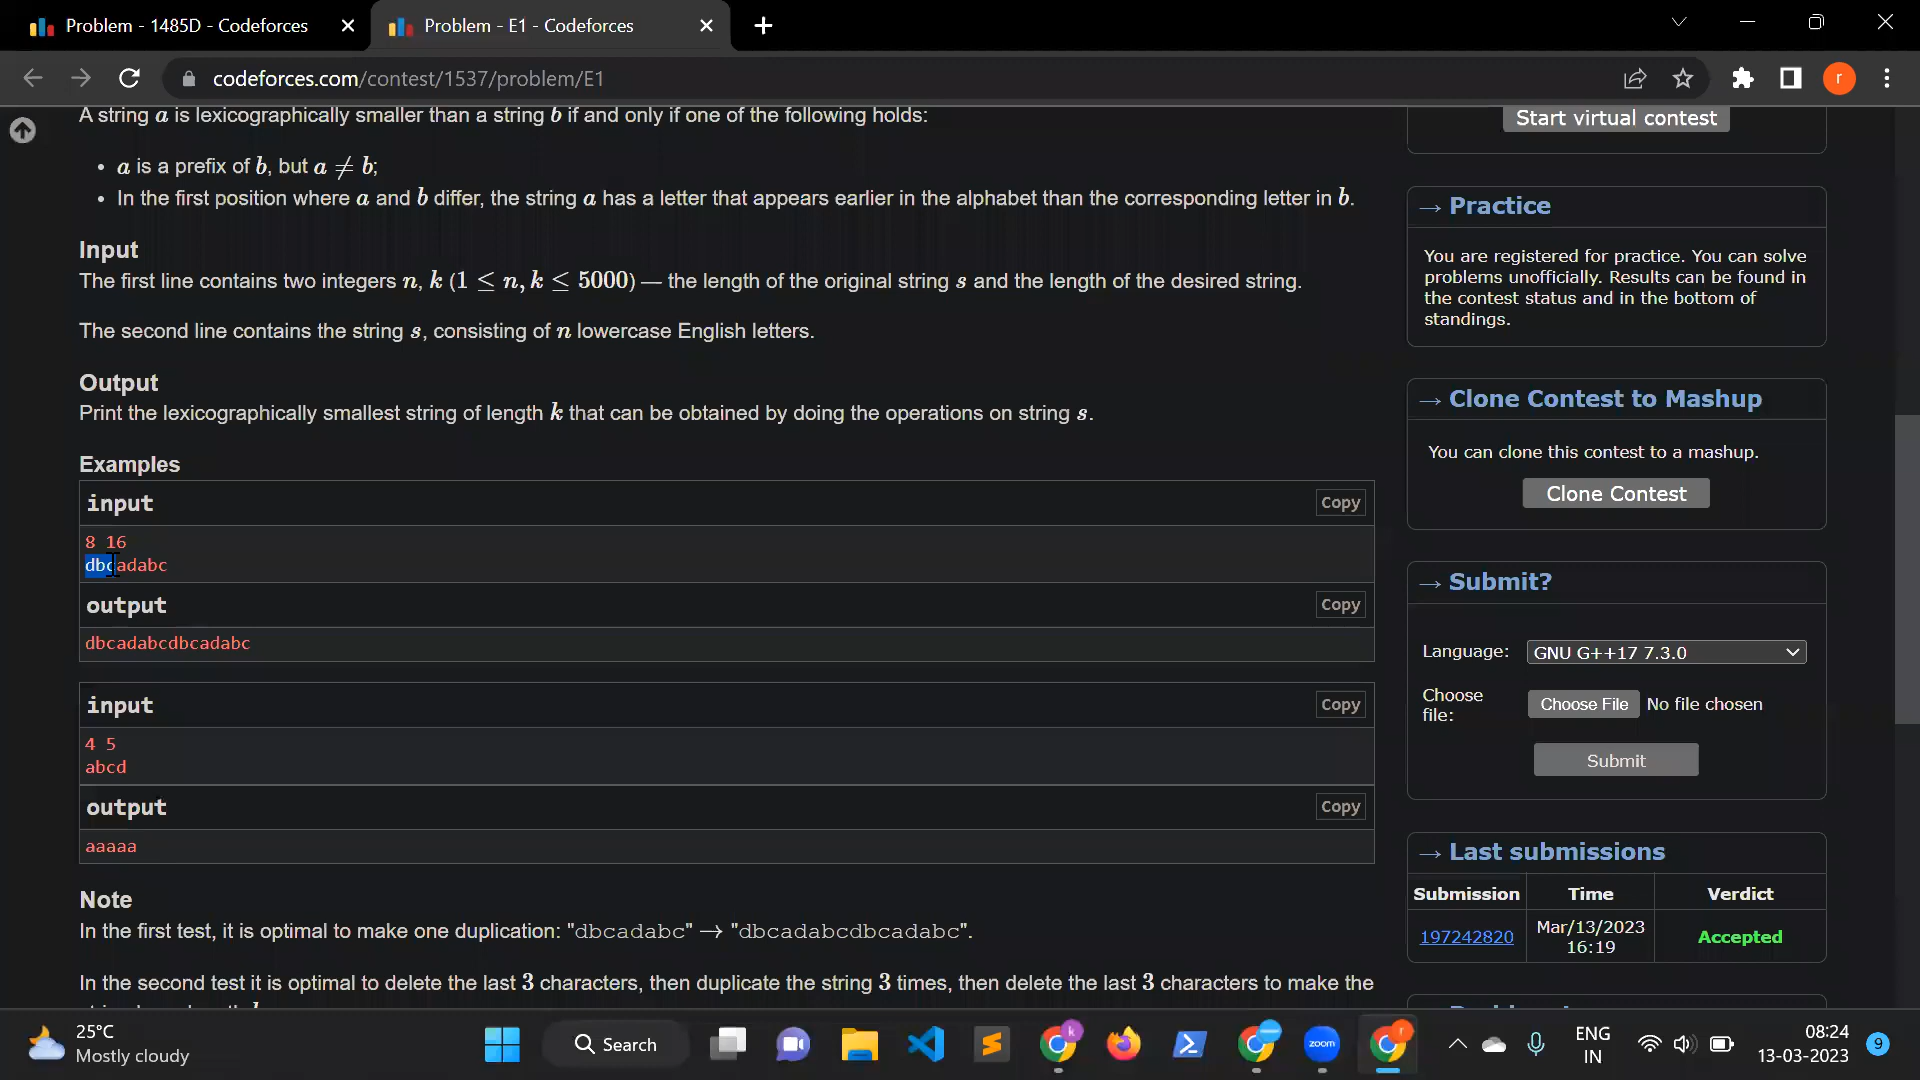 Problem - 1485D - Codeforces
Problem - E1 - Codeforces
codeforces.com/contest/1537/problem/E1
r
A string a is lexicographically smaller than a string b if and only if one of the following holds:
• a is a prefix of b, but a ≠ b;
• In the first position where a and b differ, the string a has a letter that appears earlier in the alphabet than the corresponding letter in b.
Input
The first line contains two integers n, k (1 ≤ n, k ≤ 5000) — the length of the original string s and the length of the desired string.
The second line contains the string s, consisting of n lowercase English letters.
Output
Print the lexicographically smallest string of length k that can be obtained by doing the operations on string s.
Examples
input
Copy
8 16
dbcadabc
output
Copy
dbcadabcdbcadabc
input
Copy
4 5
abcd
output
Copy
aaaaa
Note
In the first test, it is optimal to make one duplication: "dbcadabc" → "dbcadabcdbcadabc".
In the second test it is optimal to delete the last 3 characters, then duplicate the string 3 times, then delete the last 3 characters to make the
Start virtual contest
→ Practice
You are registered for practice. You can solve
problems unofficially. Results can be found in
the contest status and in the bottom of
standings.
→ Clone Contest to Mashup
You can clone this contest to a mashup.
Clone Contest
→ Submit?
Language: GNU G++17 7.3.0
Choose
file:
Choose File No file chosen
Submit
→ Last submissions
Submission Time Verdict
197242820 Mar/13/2023
16:19 Accepted
25°C
Mostly cloudy
Search
k
zoom
r
ENG
IN
08:24
13-03-2023
9